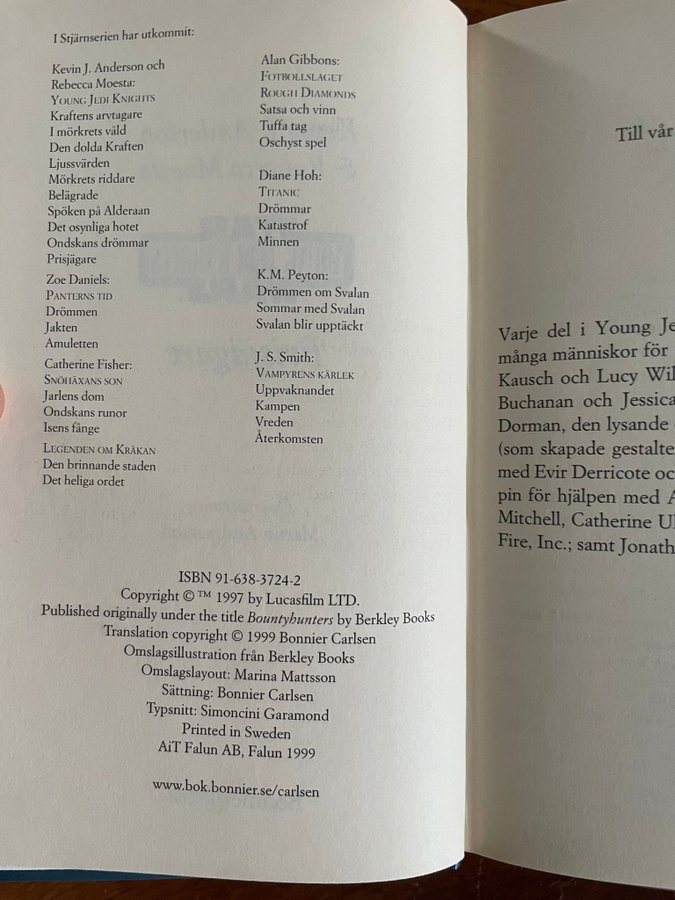 I Stjärnserien har utkommit:
Kevin J. Anderson och
Rebecca Moesta:
YOUNG JEDI KNIGHTS
Kraftens arvtagare
I mörkrets våld
Den dolda Kraften
Ljussvärden
Mörkrets riddare
Belägrade
Spöken på Alderaan
Det osynliga hotet
Ondskans drömmar
Prisjägare
Zoe Daniels:
PANTERNS TID
Drömmen
Jakten
Amuletten
Catherine Fisher:
SNÖHÄXANS SON
Jarlens dom
Ondskans runor
Isens fånge
LEGENDEN OM KRÅKAN
Den brinnande staden
Det heliga ordet
Alan Gibbons:
FOTBOLLSLAGET
ROUGH DIAMONDS
Satsa och vinn
Tuffa tag
Oschyst spel
Diane Hoh:
TITANIC
Drömmar
Katastrof
Minnen
K.M. Peyton:
Drömmen om Svalan
Sommar med Svalan
Svalan blir upptäckt
J. S. Smith:
VAMPYRENS KÄRLEK
Uppvaknandet
Kampen
Vreden
Återkomsten
ISBN 91-638-3724-2
Copyright © ™ 1997 by Lucasfilm LTD.
Published originally under the title Bountyhunters by Berkley Books
Translation copyright © 1999 Bonnier Carlsen
Omslagsillustration från Berkley Books
Omslagslayout: Marina Mattsson
Sättning: Bonnier Carlsen
Typsnitt: Simoncini Garamond
Printed in Sweden
AiT Falun AB, Falun 1999
www.bok.bonnier.se/carlsen
Till vår
Varje del i Young Je
många människor för
Kausch och Lucy Wil
Buchanan och Jessica
Dorman, den lysande
(som skapade gestalte
med Evir Derricote oc
pin för hjälpen med A
Mitchell, Catherine Ul
Fire, Inc.; samt Jonath